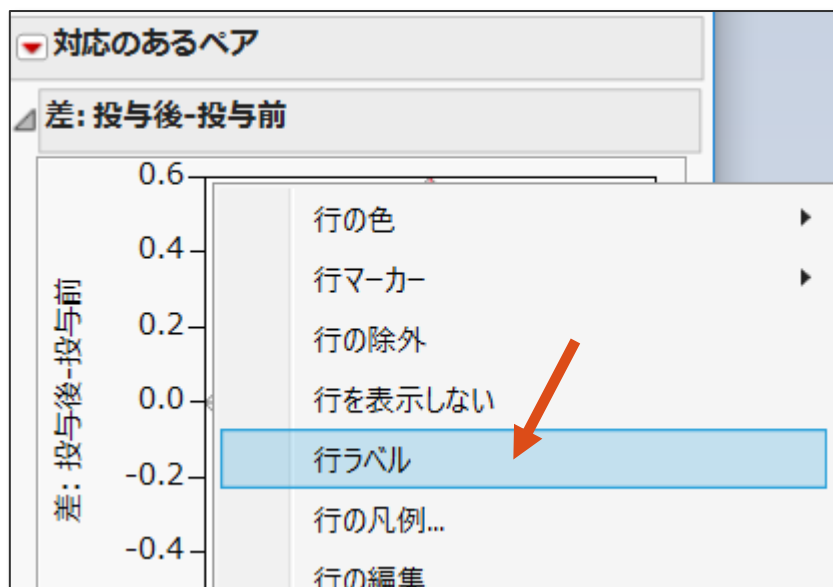 対応のあるペア
差: 投与後-投与前
0.6
0.4
0.2
0.0
-0.2
-0.4
差: 投与後-投与前
行の色
行マーカー
行の除外
行を表示しない
行ラベル
行の凡例...
行の編集